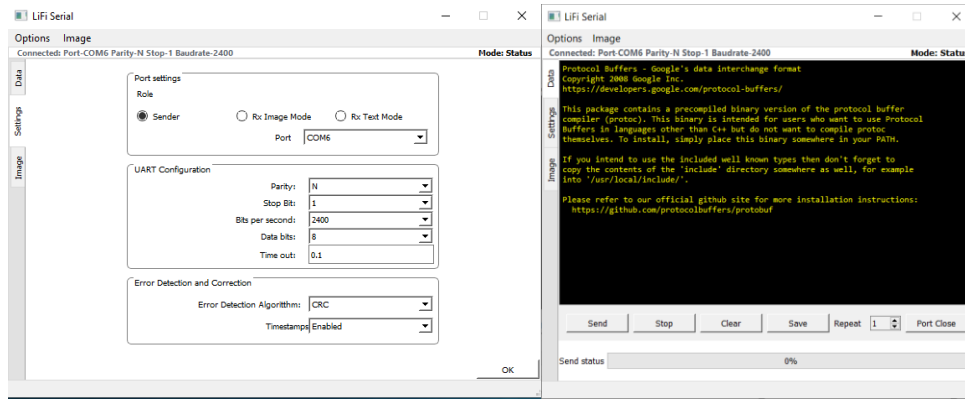 LiFi Serial
Options Image
Connected: Port-COM6 Parity-N Stop-1 Baudrate-2400 Mode: Status
Data
Settings
Image
Port settings
Role
Sender Rx Image Mode Rx Text Mode
Port COM6
UART Configuration
Parity: N
Stop Bit: 1
Bits per second: 2400
Data bits: 8
Time out: 0.1
Error Detection and Correction
Error Detection Algoritthm: CRC
Timestamps Enabled
OK
LiFi Serial
Options Image
Connected: Port-COM6 Parity-N Stop-1 Baudrate-2400 Mode: Statu
Data
Settings
Image
Protocol Buffers - Google's data interchange format
Copyright 2008 Google Inc.
https://developers.google.com/protocol-buffers/
This package contains a precompiled binary version of the protocol buffer
compiler (protoc). This binary is intended for users who want to use Protocol
Buffers in languages other than C++ but do not want to compile protoc
themselves. To install, simply place this binary somewhere in your PATH.
If you intend to use the included well known types then don't forget to
copy the contents of the 'include' directory somewhere as well, for example
into '/usr/local/include/'.
Please refer to our official github site for more installation instructions:
https://github.com/protocolbuffers/protobuf
Send Stop Clear Save Repeat 1 Port Close
Send status 0%